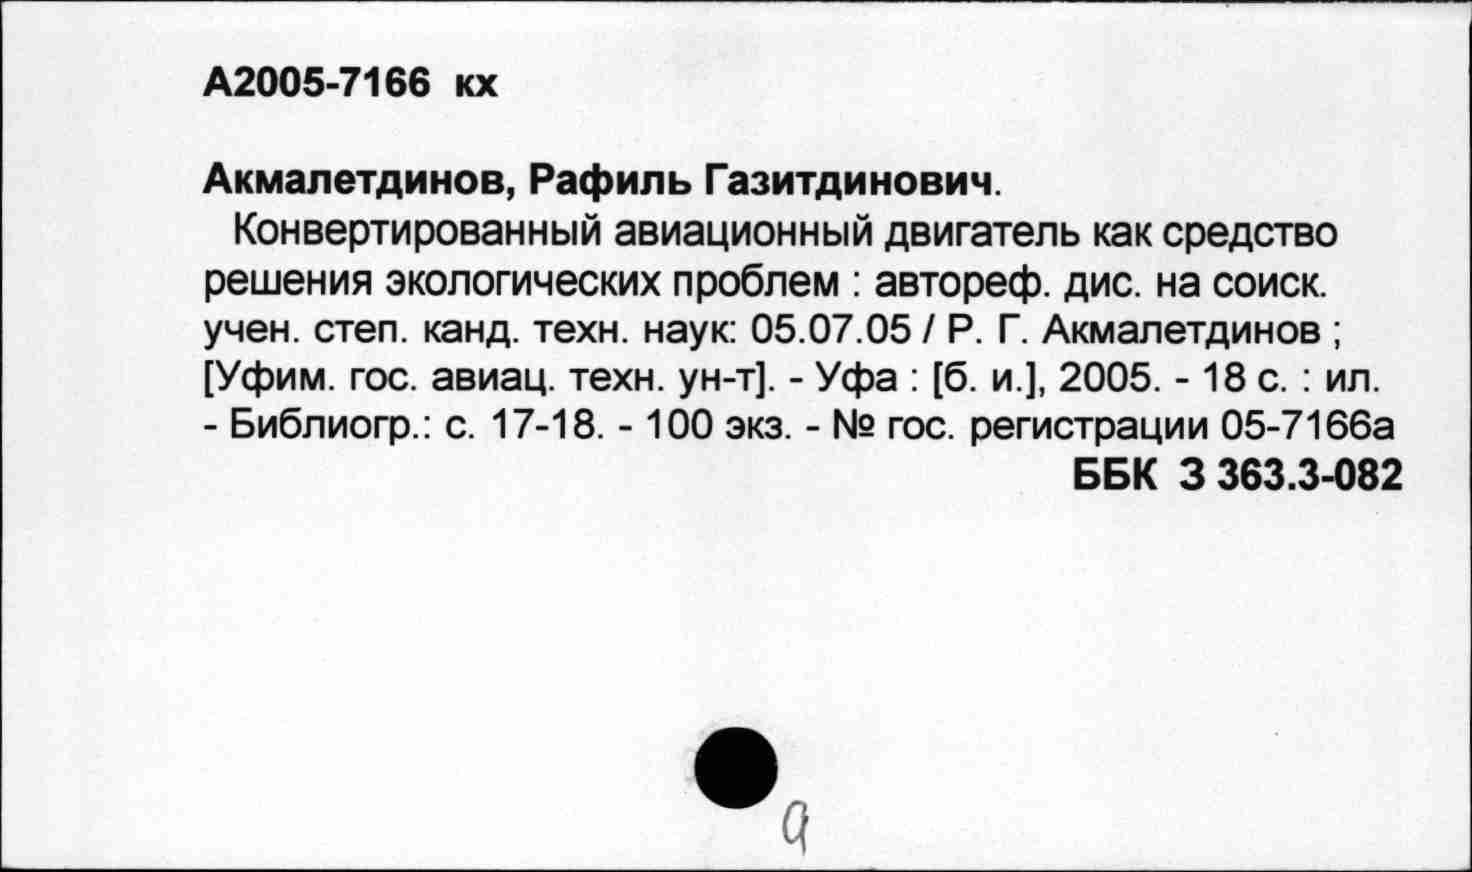 А2005-7166 кх
Акмалетдинов, Рафиль Газитдинович.
Конвертированный авиационный двигатель как средство
решения экологических проблем : автореф. дис. на соиск.
учен. степ. канд. техн. наук: 05.07.05 / Р. Г. Акмалетдинов ;
[Уфим. гос. авиац. техн. ун-т]. - Уфа : [б. и.], 2005. - 18 с. : ил.
- Библиогр.: с. 17-18. - 100 экз. - № гос. регистрации 05-7166а
ББК З 363.3-082